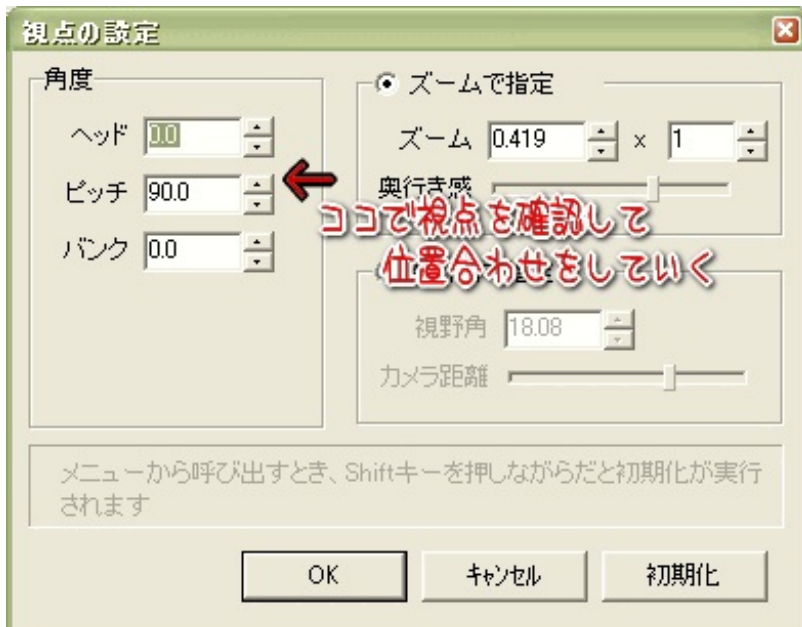 視点の設定
角度
ヘッド 0.0
ピッチ 90.0
バンク 0.0
ズームで指定
ズーム 0.419 x 1
奥行き感
ココで視点を確認して
位置合わせをしていく
視野角 18.08
カメラ距離
メニューから呼び出すとき、Shiftキーを押しながらだと初期化が実行
されます
OK キャンセル 初期化